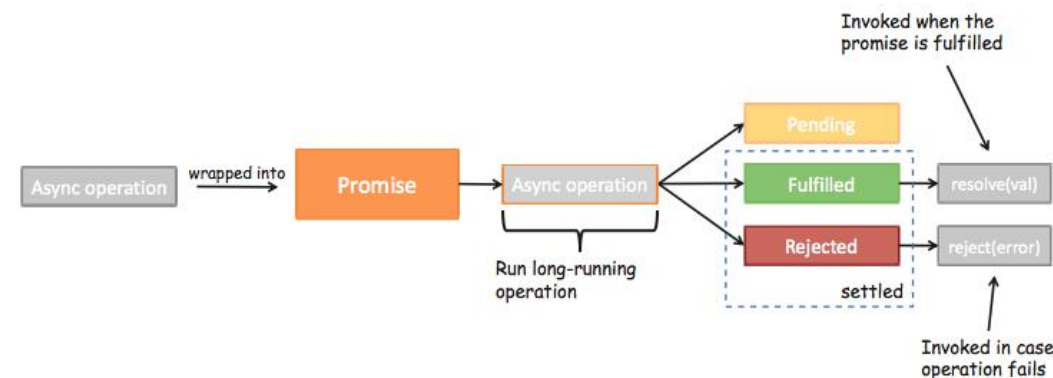 Invoked when the
promise is fulfilled
Pending
Async operation
wrapped into
Promise
Async operation
Fulfilled
resolve(val)
Rejected
reject(error)
Run long-running
operation
settled
Invoked in case
operation fails